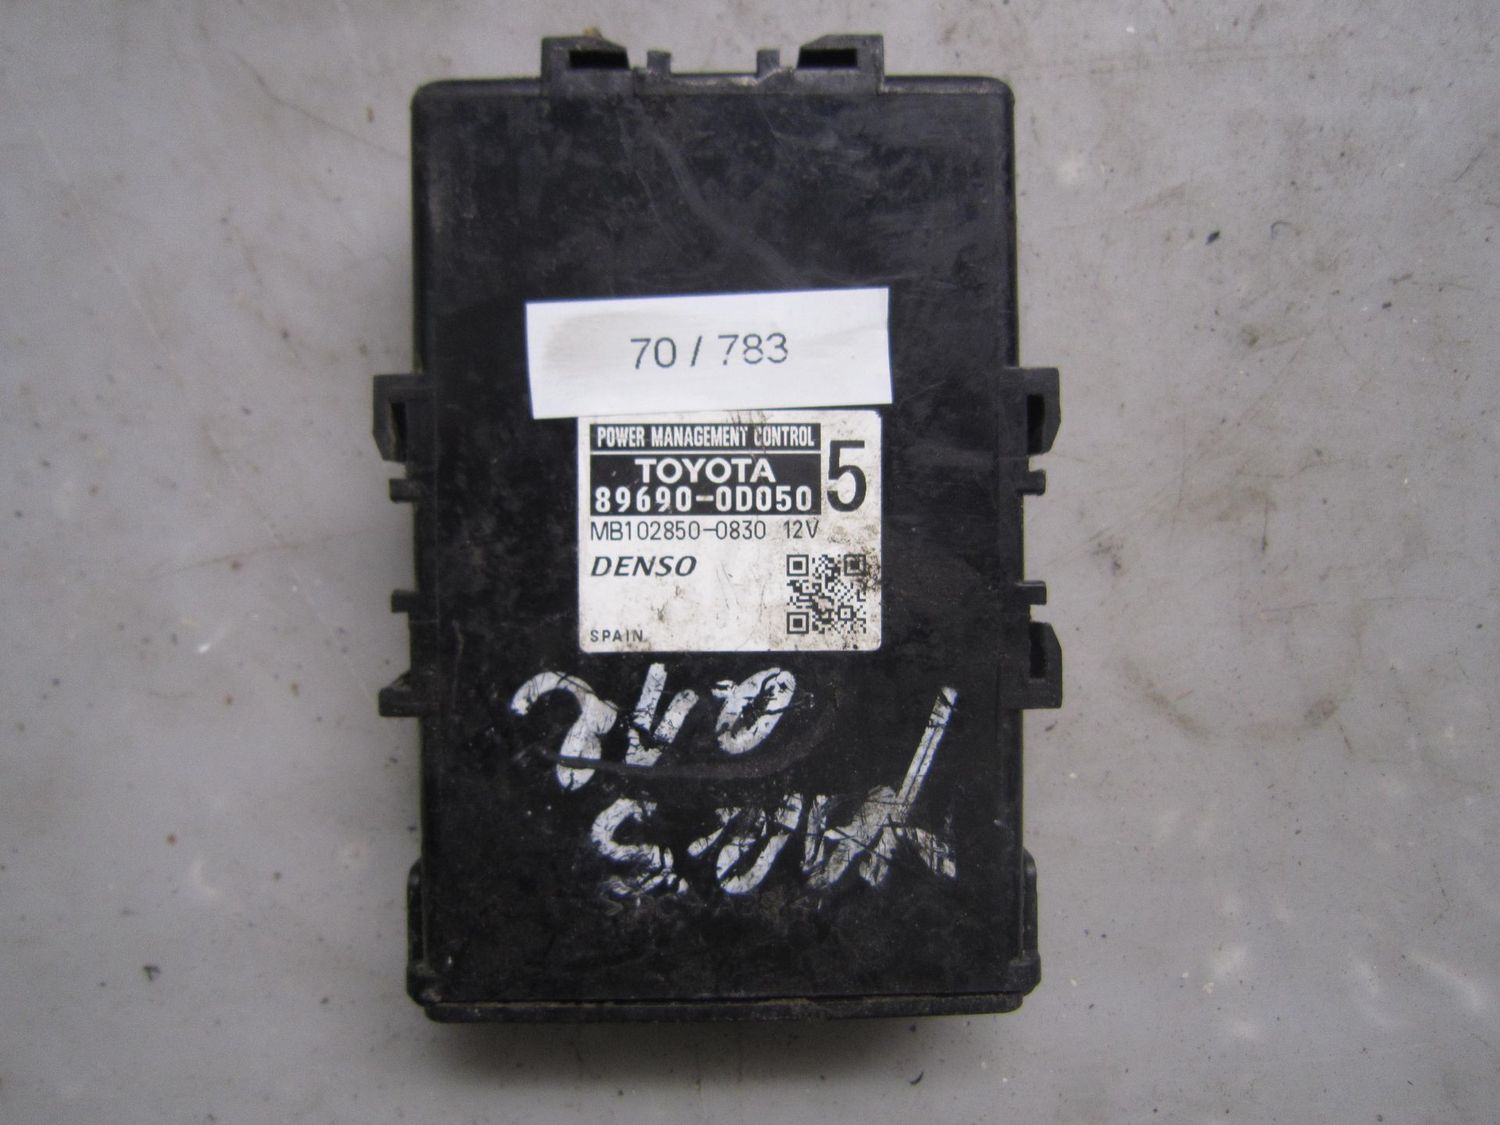 70 / 783
POWER MANAGEMENT CONTROL
5
TOYOTA
89690-0D050
MB102850-0830 12V
DENSO
SPAIN